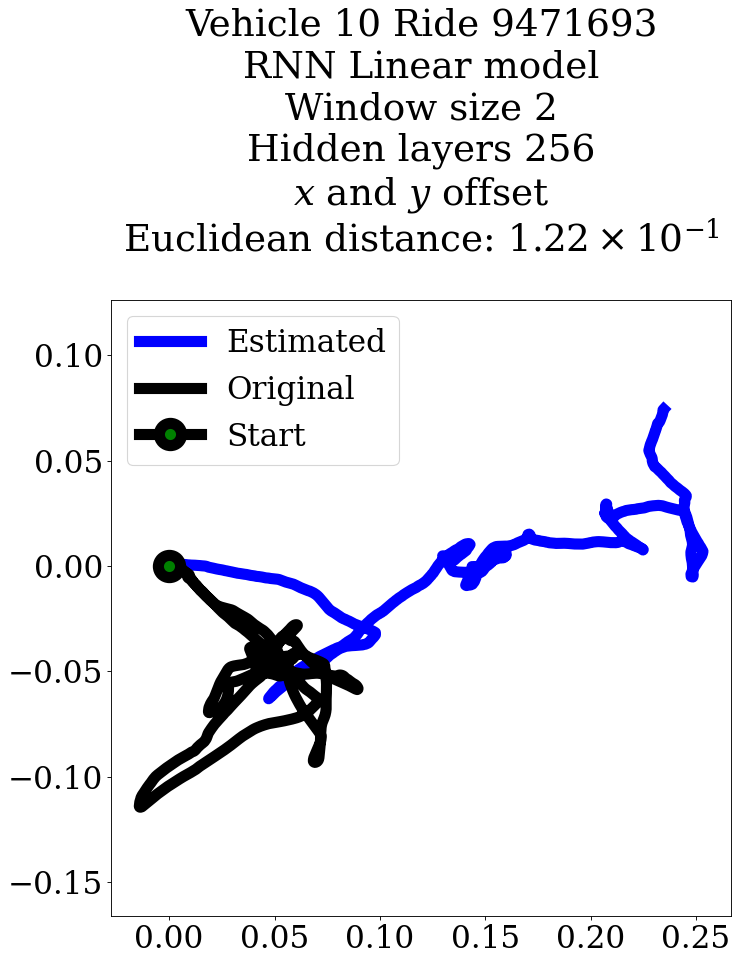 Vehicle 10 Ride 9471693
RNN Linear model
Window size 2
Hidden layers 256
x and y offset
Euclidean distance: 1.22 × 10⁻¹
Estimated
Original
Start
0.10
0.05
0.00
−0.05
−0.10
−0.15
0.00 0.05 0.10 0.15 0.20 0.25